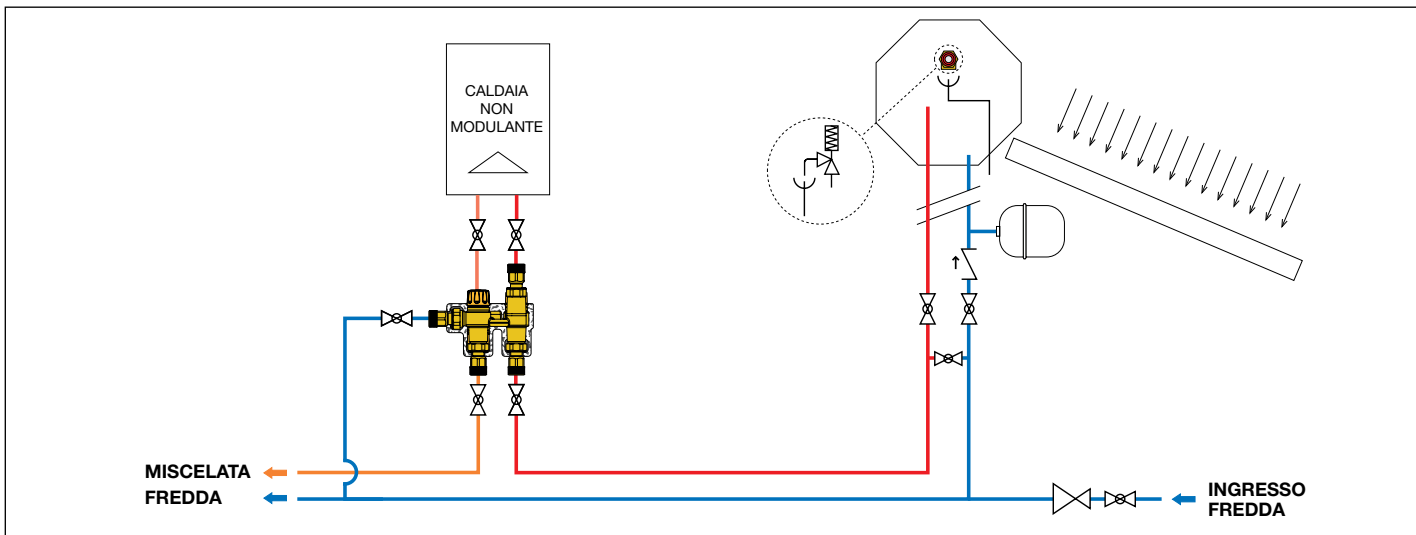 CALDAIA
NON
MODULANTE
MISCELATA
FREDDA
INGRESSO
FREDDA